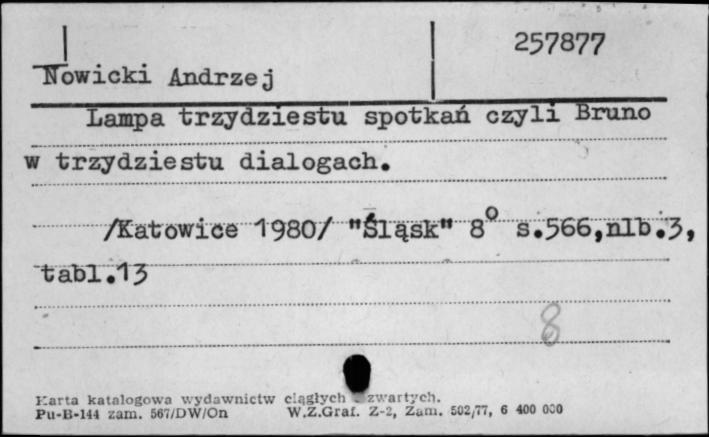 257877
Nowicki Andrzej
Lampa trzydziestu spotkań czyli Bruno
w trzydziestu dialogach.
/Katowice 1980/ "Śląsk" 8° s.566,nlb.3,
tabl.13
8
Karta katalogowa wydawnictw ciągłych zwartych.
Pu-B-144 zam. 567/DW/On W.Z.Graf. Z-2, Zam. 502/77, 6 400 000